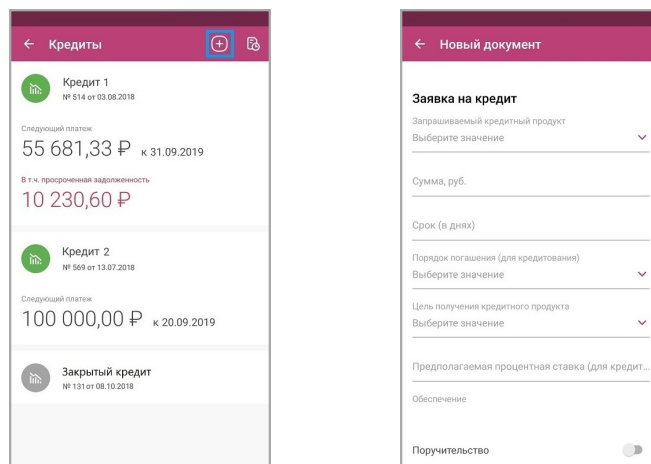 Кредиты
Кредит 1
№ 514 от 03.08.2018
Следующий платеж
55 681,33 ₽ к 31.09.2019
В т.ч. просроченная задолженность
10 230,60 ₽
Кредит 2
№ 569 от 13.07.2018
Следующий платеж
100 000,00 ₽ к 20.09.2019
Закрытый кредит
№ 131 от 08.10.2018
Новый документ
Заявка на кредит
Запрашиваемый кредитный продукт
Выберите значение
Сумма, руб.
Срок (в днях)
Порядок погашения (для кредитования)
Выберите значение
Цель получения кредитного продукта
Выберите значение
Предполагаемая процентная ставка (для кредит...
Обеспечение
Поручительство